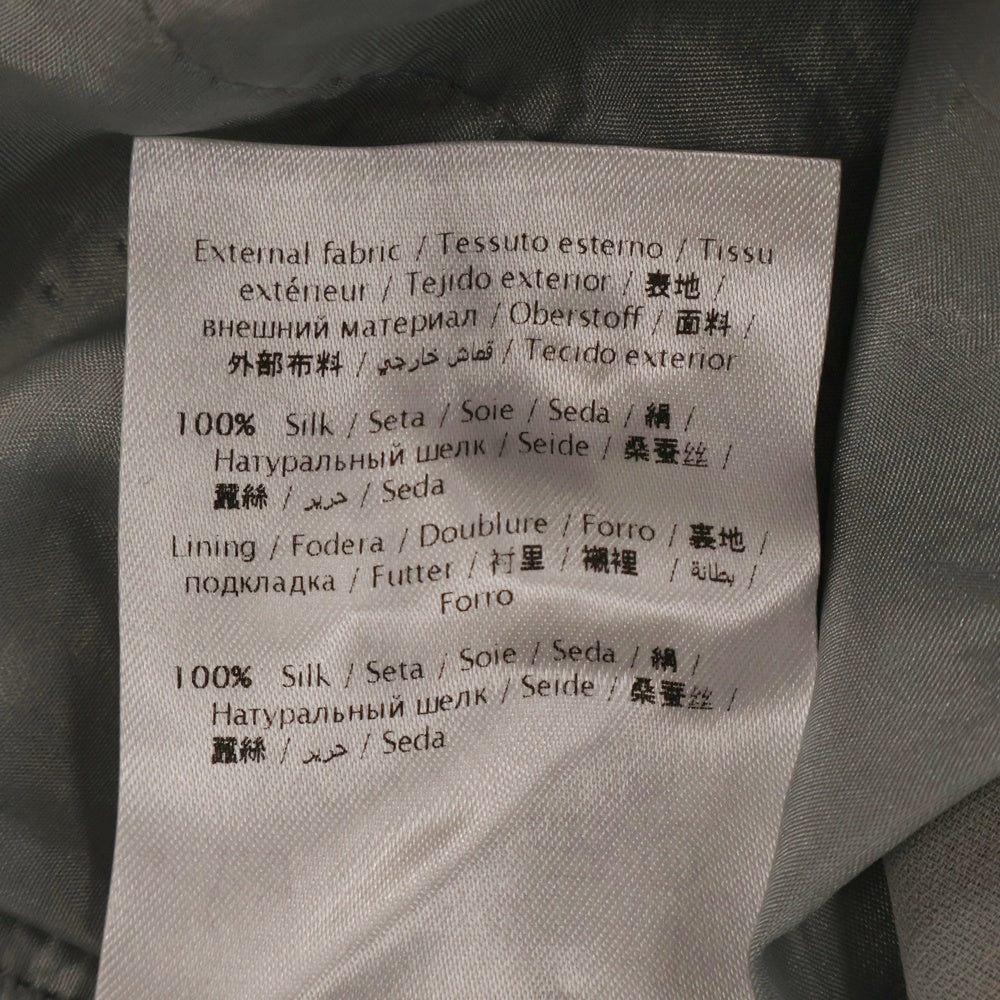 External fabric / Tessuto esterno / Tissu
extérieur / Tejido exterior / 表地 /
внешний материал / Oberstoff / 面料 /
外部布料 / قماش خارجي / Tecido exterior
100% Silk / Seta / Soie / Seda / 絹 /
Натуральный шелк / Seide / 桑蚕丝 /
蠶絲 / حرير / Seda
Lining / Fodera / Doublure / Forro / 裏地 /
подкладка / Futter / 衬里 / 襯裡 / بطانة /
Forro
100% Silk / Seta / Soie / Seda / 絹 /
Натуральный шелк / Seide / 桑蚕丝 /
蠶絲 / حرير / Seda